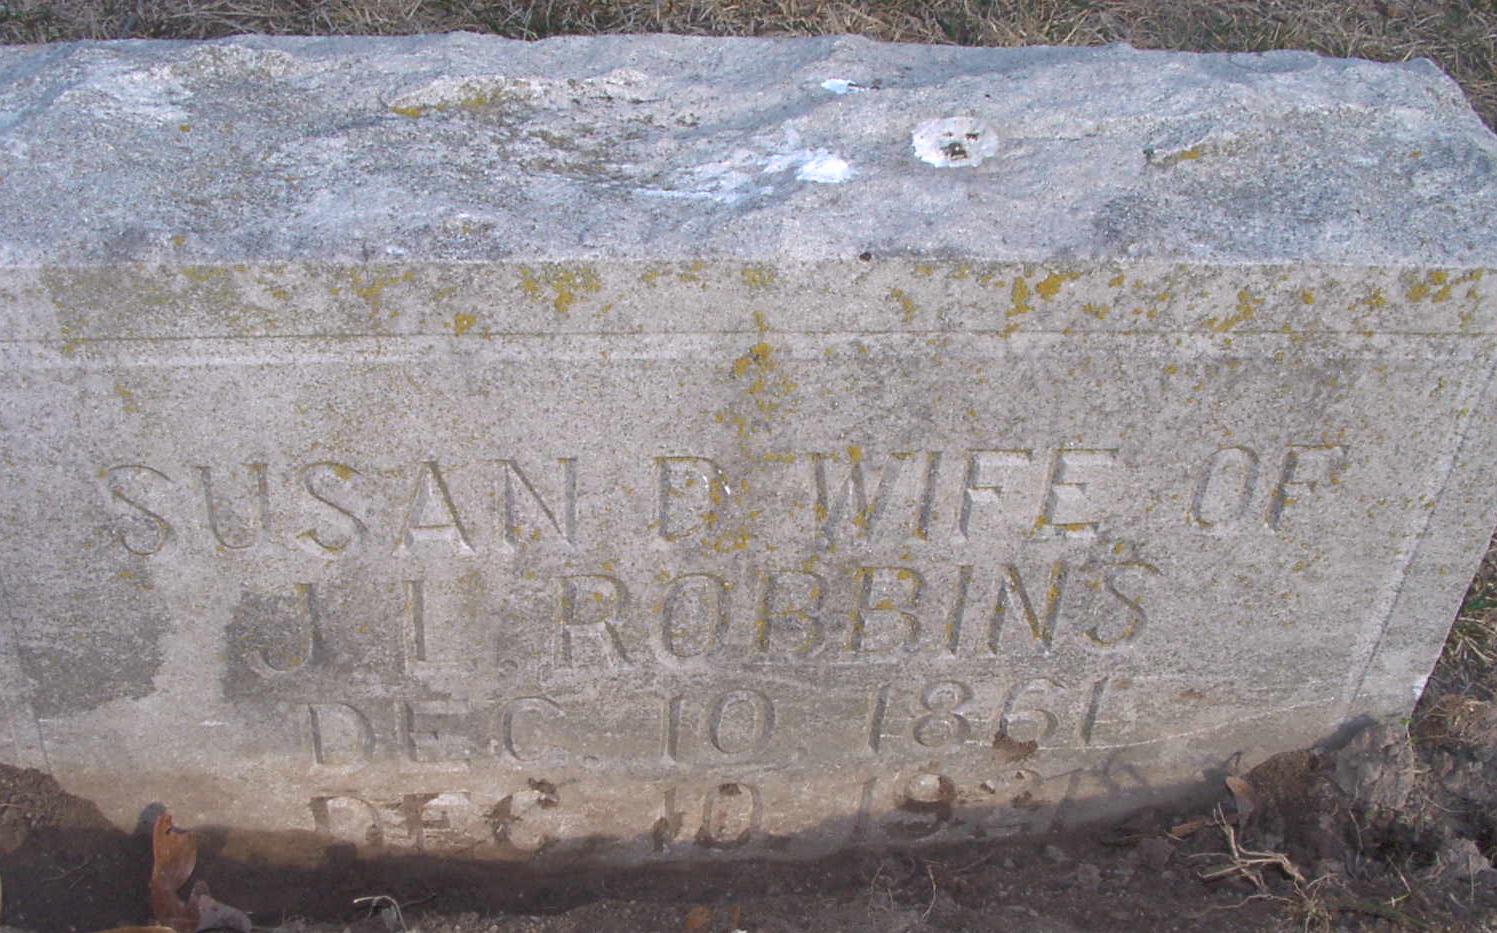 SUSAN D. WIFE OF
J. L. ROBBINS
DEC. 10, 1861
DEC. 10,